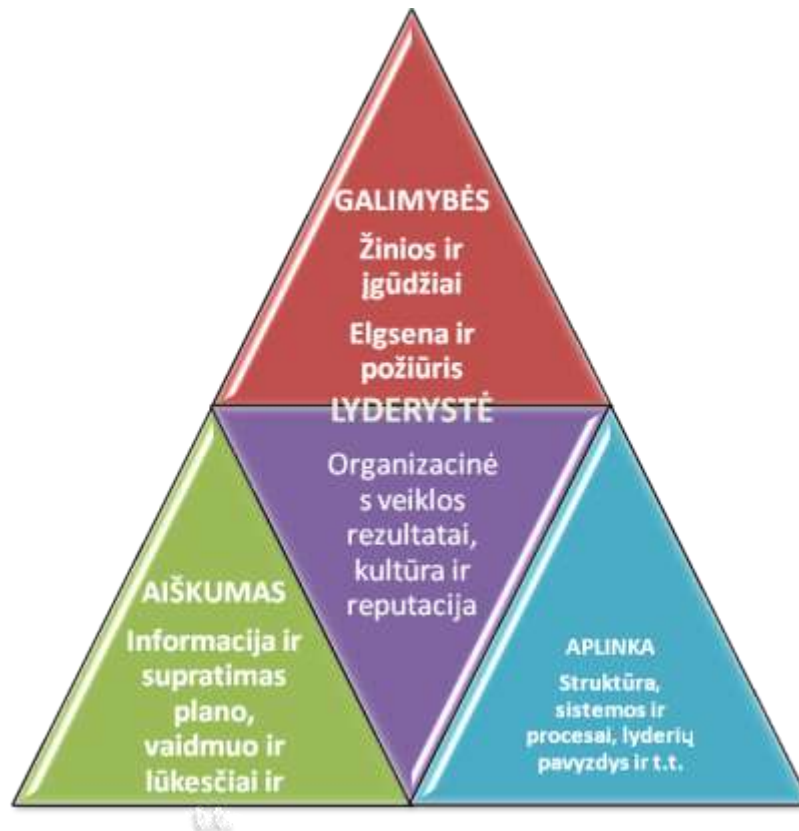 GALIMYBĖS
Žinios ir
įgūdžiai
Elgsena ir
požiūris
LYDERYSTĖ
Organizacinė
s veiklos
rezultatai,
kultūra ir
reputacija
AIŠKUMAS
Informacija ir
supratimas
plano,
vaidmuo ir
lūkesčiai ir
APLINKA
Struktūra,
sistemos ir
procesai, lyderių
pavyzdys ir t.t.